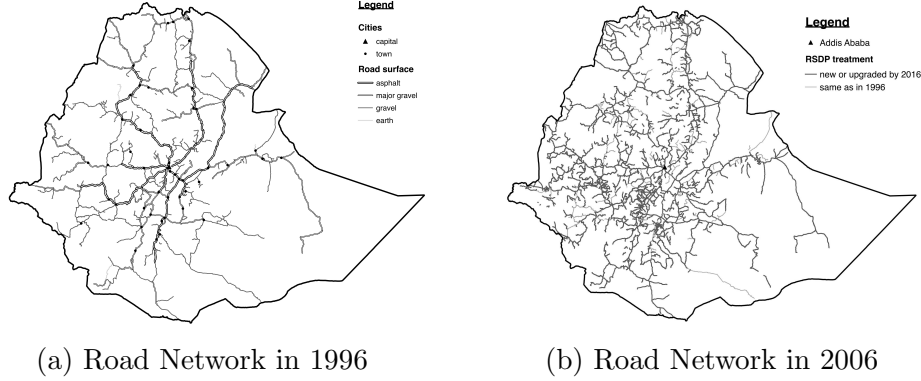 Legend
Cities
capital
town
Road surface
asphalt
major gravel
gravel
earth
(a) Road Network in 1996
Legend
Addis Ababa
RSDP treatment
new or upgraded by 2016
same as in 1996
(b) Road Network in 2006